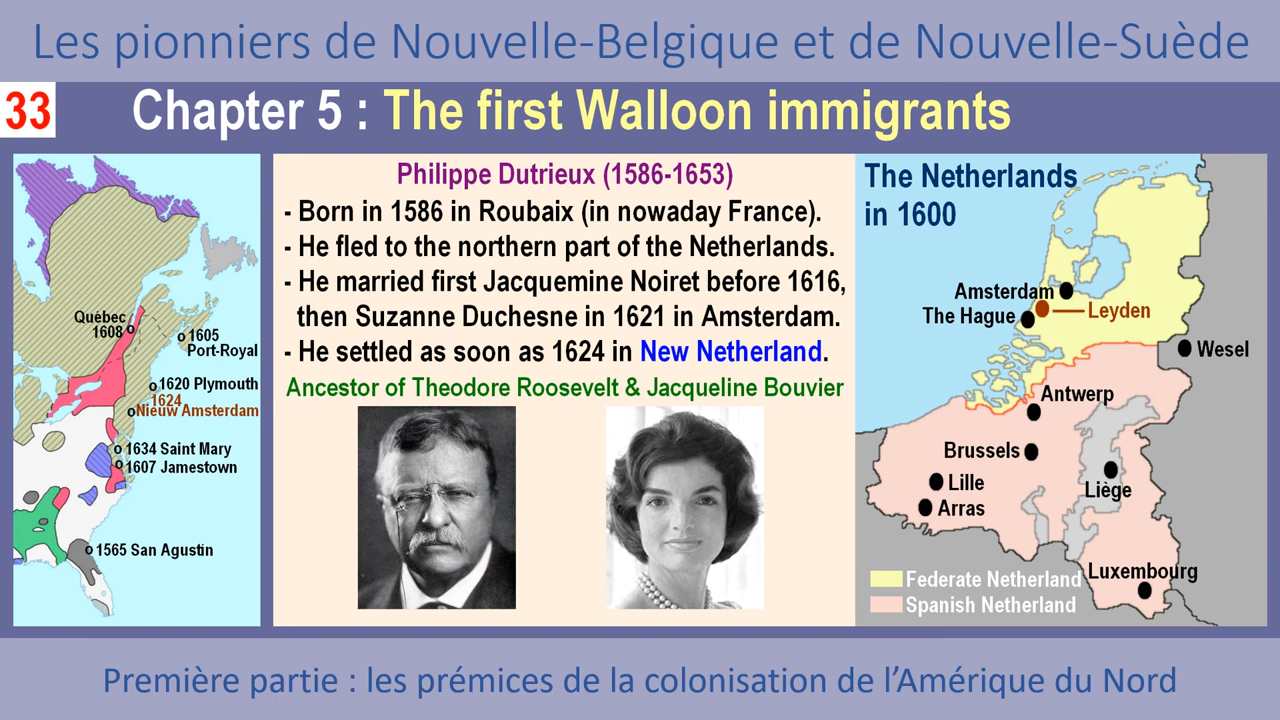 Les pionniers de Nouvelle-Belgique et de Nouvelle-Suède
33
Chapter 5 : The first Walloon immigrants
Québec
1608
1605
Port-Royal
1620 Plymouth
1624
Nieuw Amsterdam
1634 Saint Mary
1607 Jamestown
1565 San Agustin
Philippe Dutrieux (1586-1653)
- Born in 1586 in Roubaix (in nowaday France).
- He fled to the northern part of the Netherlands.
- He married first Jacquemine Noiret before 1616,
then Suzanne Duchesne in 1621 in Amsterdam.
- He settled as soon as 1624 in New Netherland.
Ancestor of Theodore Roosevelt & Jacqueline Bouvier
The Netherlands
in 1600
Amsterdam
Leyden
The Hague
Wesel
Antwerp
Brussels
Lille
Liège
Arras
Luxembourg
Federate Netherland
Spanish Netherland
Première partie : les prémices de la colonisation de l’Amérique du Nord